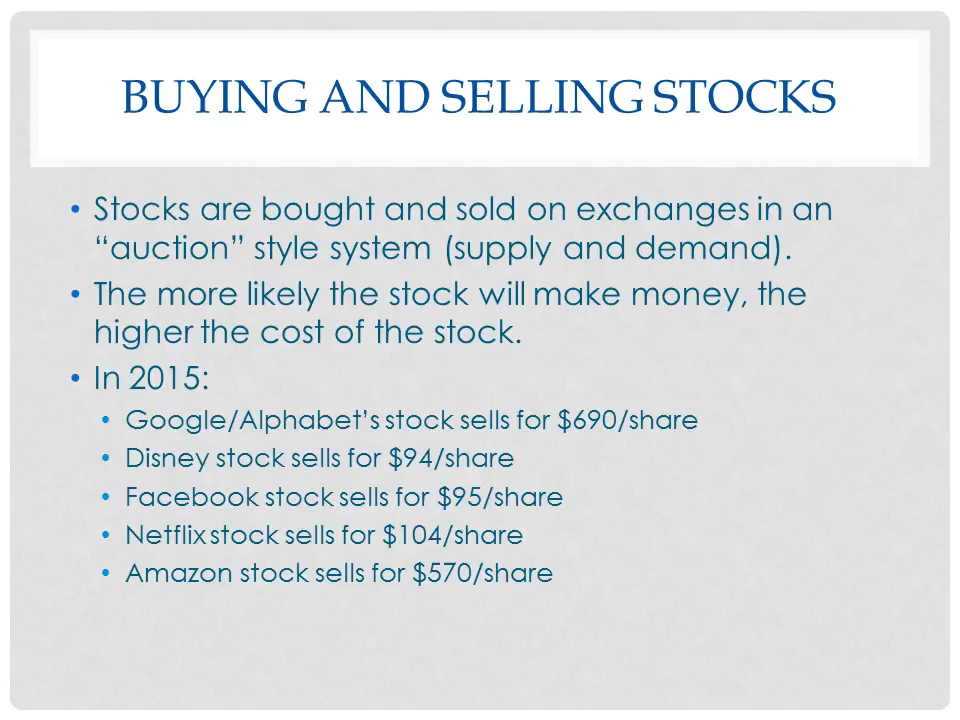 BUYING AND SELLING STOCKS
• Stocks are bought and sold on exchanges in an
“auction” style system (supply and demand).
• The more likely the stock will make money, the
higher the cost of the stock.
• In 2015:
• Google/Alphabet’s stock sells for $690/share
• Disney stock sells for $94/share
• Facebook stock sells for $95/share
• Netflix stock sells for $104/share
• Amazon stock sells for $570/share